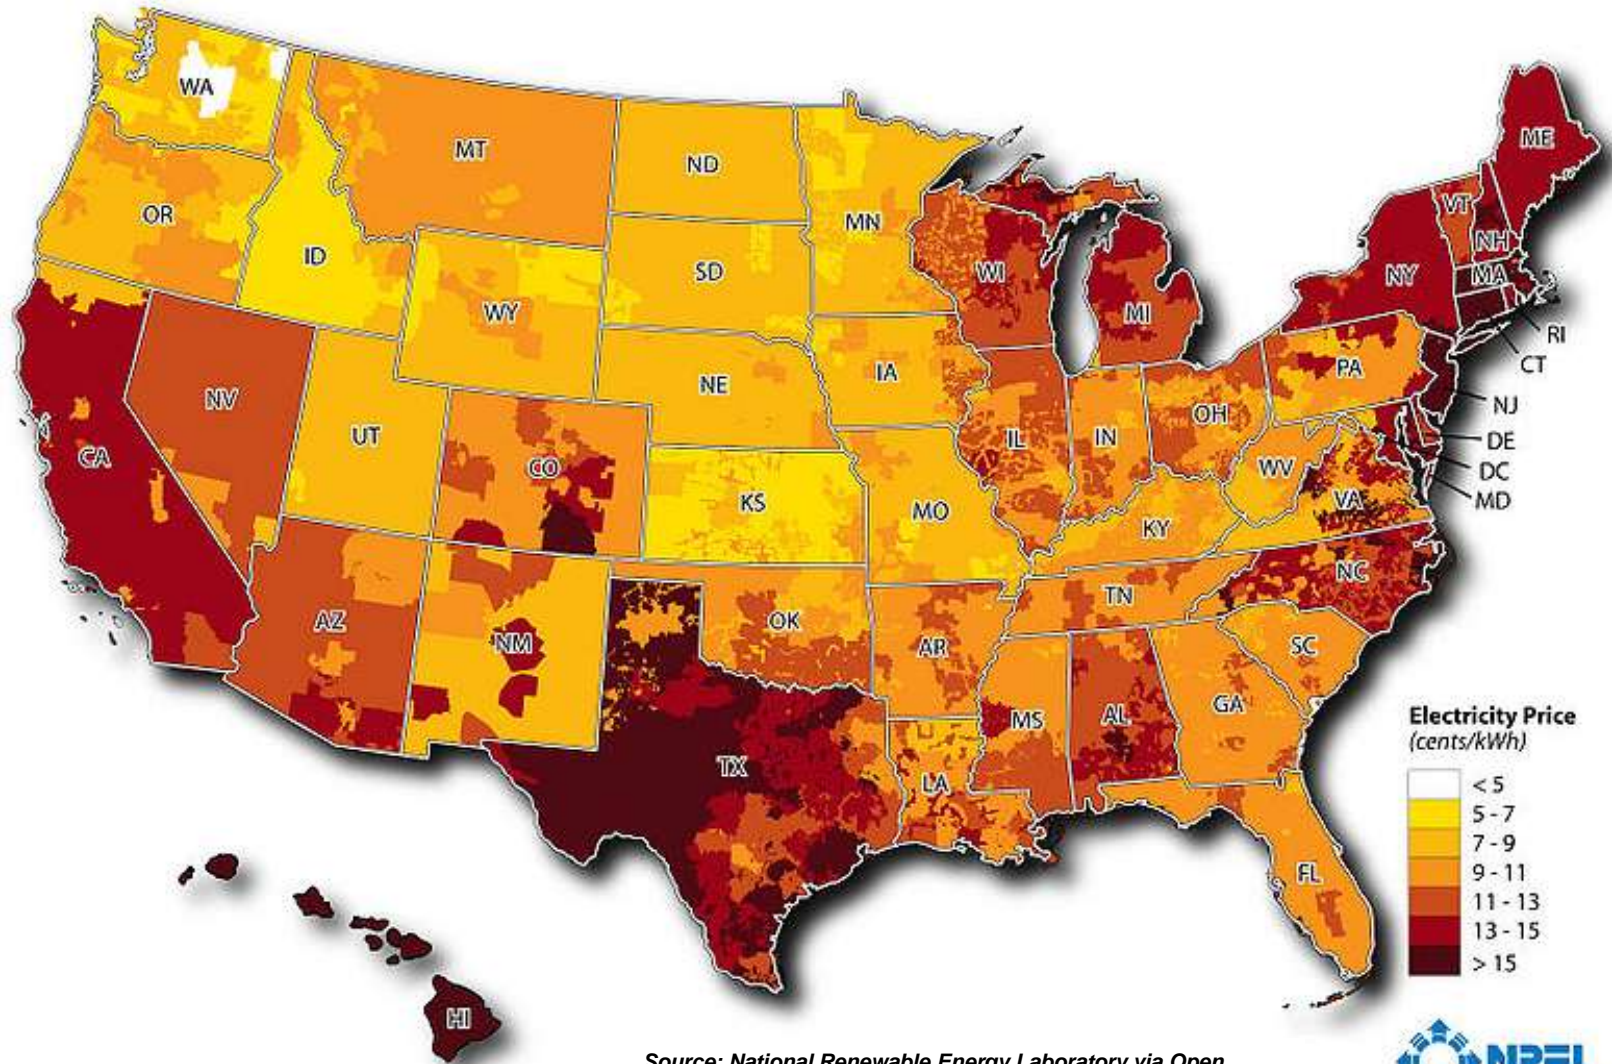 WA
MT
ND
ME
OR
MN
VT
ID
SD
WI
NH
NY
MA
WY
MI
RI
CT
IA
PA
NE
NV
NJ
UT
OH
DE
IL
IN
CA
CO
WV
DC
KS
VA
MD
MO
KY
NC
AZ
TN
OK
NM
AR
SC
GA
MS
AL
TX
LA
FL
HI
Electricity Price
(cents/kWh)
< 5
5 - 7
7 - 9
9 - 11
11 - 13
13 - 15
> 15
Source: National Renewable Energy Laboratory via Open
NREL